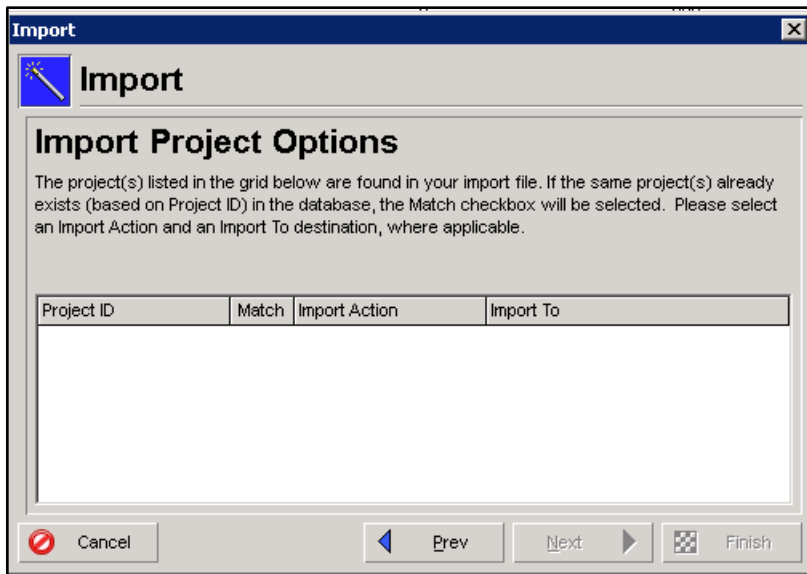 Import
Import
Import Project Options
The project(s) listed in the grid below are found in your import file. If the same project(s) already
exists (based on Project ID) in the database, the Match checkbox will be selected. Please select
an Import Action and an Import To destination, where applicable.
Project ID Match Import Action Import To
Cancel Prev Next Finish